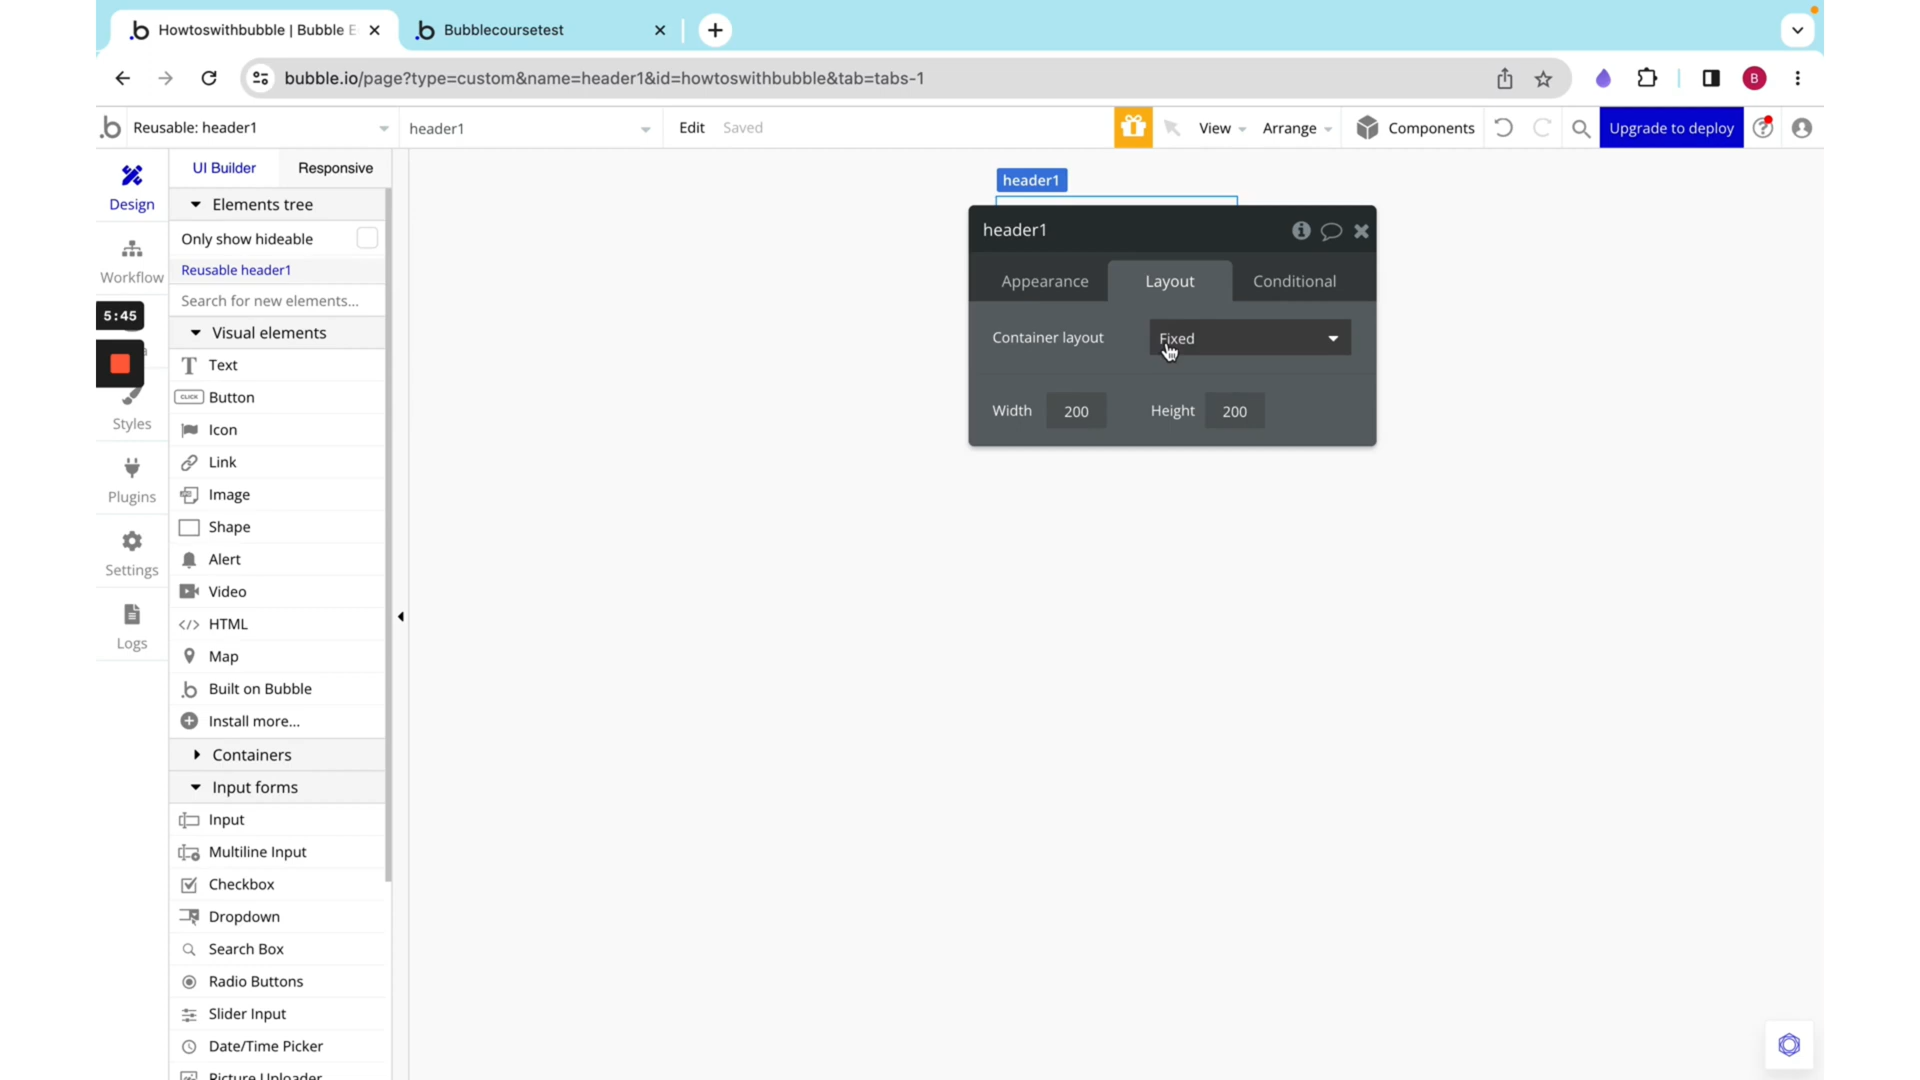 Howtoswithbubble | Bubble E
Bubblecoursetest
bubble.io/page?type=custom&name=header1&id=howtoswithbubble&tab=tabs-1
B
Reusable: header1
header1
Edit
Saved
View
Arrange
Components
Upgrade to deploy
Design
Workflow
5:45
Styles
Plugins
Settings
Logs
UI Builder
Responsive
Elements tree
Only show hideable
Reusable header1
Search for new elements...
Visual elements
Text
CLICK
Button
Icon
Link
Image
Shape
Alert
Video
HTML
Map
Built on Bubble
Install more...
Containers
Input forms
Input
Multiline Input
Checkbox
Dropdown
Search Box
Radio Buttons
Slider Input
Date/Time Picker
Picture Uploader
header1
header1
Appearance
Layout
Conditional
Container layout
Fixed
Width
200
Height
200